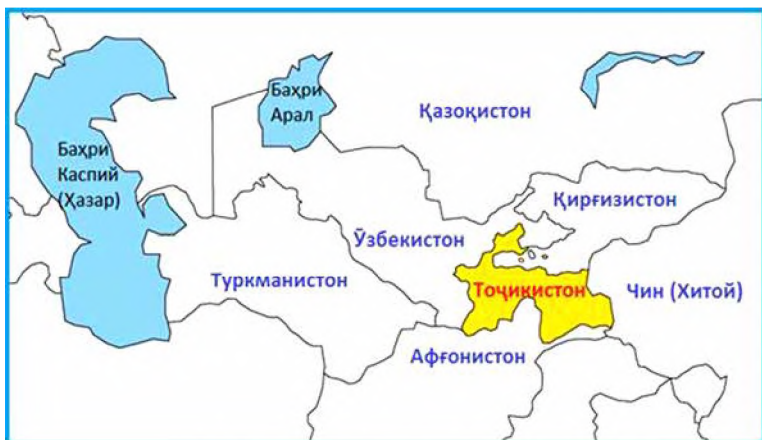 Баҳри
Арал
Қазоқистон
Баҳри
Каспий
(Ҳазар)
Қирғизистон
Ӯзбекистон
Туркманистон
Тоҷикистон
Чин (Хитой)
Афғонистон